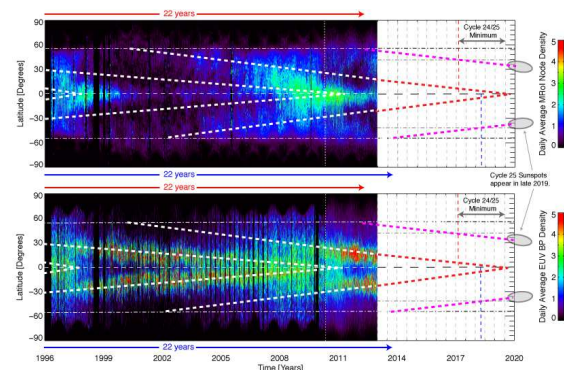 22 years
Cycle 24/25
Minimum
90
60
30
0
−30
−60
−90
Latitude [Degrees]
5
4
3
2
1
0
Daily Average MRoI Node Density
22 years
Cycle 25 Sunspots
appear in late 2019.
22 years
Cycle 24/25
Minimum
90
60
30
0
−30
−60
−90
Latitude [Degrees]
5
4
3
2
1
0
Daily Average EUV BP Density
1996
1999
2002
2005
2008
2011
2014
2017
2020
Time [Years]
22 years